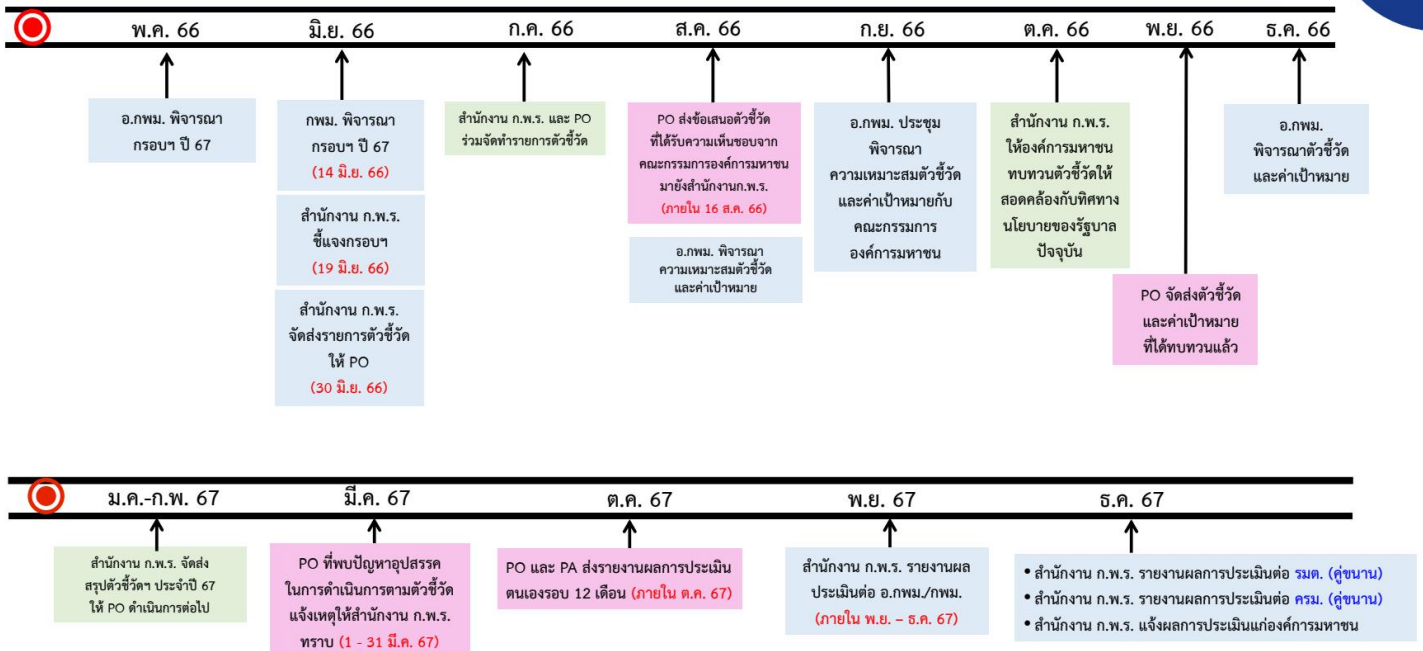 พ.ค. 66
มิ.ย. 66
ก.ค. 66
ส.ค. 66
ก.ย. 66
ต.ค. 66
พ.ย. 66
ธ.ค. 66
อ.กพม. พิจารณา
กรอบฯ ปี 67
กพม. พิจารณา
กรอบฯ ปี 67
(14 มิ.ย. 66)
สำนักงาน ก.พ.ร.
ชี้แจงกรอบฯ
(19 มิ.ย. 66)
สำนักงาน ก.พ.ร.
จัดส่งรายการตัวชี้วัด
ให้ PO
(30 มิ.ย. 66)
สำนักงาน ก.พ.ร. และ PO
ร่วมจัดทำรายการตัวชี้วัด
PO ส่งข้อเสนอตัวชี้วัด
ที่ได้รับความเห็นชอบจาก
คณะกรรมการองค์การมหาชน
มายังสำนักงานก.พ.ร.
(ภายใน 16 ส.ค. 66)
อ.กพม. พิจารณา
ความเหมาะสมตัวชี้วัด
และค่าเป้าหมาย
อ.กพม. ประชุม
พิจารณา
ความเหมาะสมตัวชี้วัด
และค่าเป้าหมายกับ
คณะกรรมการ
องค์การมหาชน
สำนักงาน ก.พ.ร.
ให้องค์การมหาชน
ทบทวนตัวชี้วัดให้
สอดคล้องกับทิศทาง
นโยบายของรัฐบาล
ปัจจุบัน
PO จัดส่งตัวชี้วัด
และค่าเป้าหมาย
ที่ได้ทบทวนแล้ว
อ.กพม.
พิจารณาตัวชี้วัด
และค่าเป้าหมาย
ม.ค.-ก.พ. 67
มี.ค. 67
ต.ค. 67
พ.ย. 67
ธ.ค. 67
สำนักงาน ก.พ.ร. จัดส่ง
สรุปตัวชี้วัดฯ ประจำปี 67
ให้ PO ดำเนินการต่อไป
PO ที่พบปัญหาอุปสรรค
ในการดำเนินการตามตัวชี้วัด
แจ้งเหตุให้สำนักงาน ก.พ.ร.
ทราบ (1 - 31 มี.ค. 67)
PO และ PA ส่งรายงานผลการประเมิน
ตนเองรอบ 12 เดือน (ภายใน ต.ค. 67)
สำนักงาน ก.พ.ร. รายงานผล
ประเมินต่อ อ.กพม./กพม.
(ภายใน พ.ย. – ธ.ค. 67)
• สำนักงาน ก.พ.ร. รายงานผลการประเมินต่อ รมต. (คู่ขนาน)
• สำนักงาน ก.พ.ร. รายงานผลการประเมินต่อ ครม. (คู่ขนาน)
• สำนักงาน ก.พ.ร. แจ้งผลการประเมินแก่องค์การมหาชน